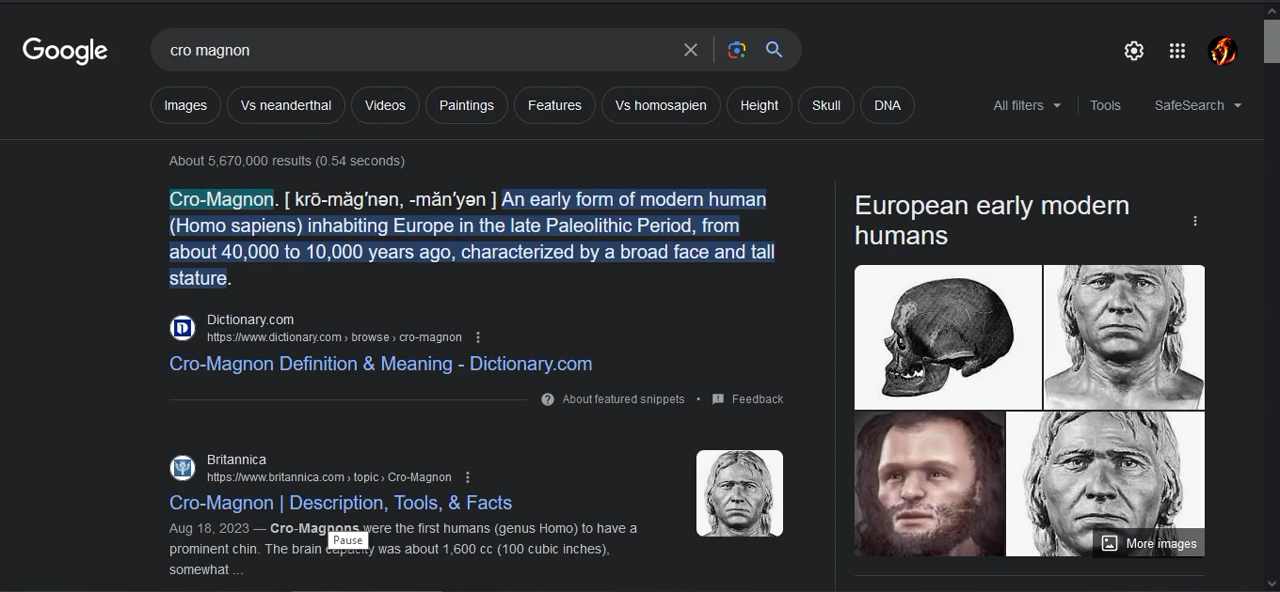 Google
cro magnon
Images Vs neanderthal Videos Paintings Features Vs homosapien Height Skull DNA All filters Tools SafeSearch
About 5,670,000 results (0.54 seconds)
Cro-Magnon. [ krō-măg′nən, -măn′yən ] An early form of modern human
(Homo sapiens) inhabiting Europe in the late Paleolithic Period, from
about 40,000 to 10,000 years ago, characterized by a broad face and tall
stature.
Dictionary.com
https://www.dictionary.com › browse › cro-magnon
Cro-Magnon Definition & Meaning - Dictionary.com
About featured snippets • Feedback
Britannica
https://www.britannica.com › topic › Cro-Magnon
Cro-Magnon | Description, Tools, & Facts
Aug 18, 2023 — Cro-Magnons were the first humans (genus Homo) to have a
Pause
prominent chin. The brain capacity was about 1,600 cc (100 cubic inches),
somewhat ...
European early modern
humans
More images